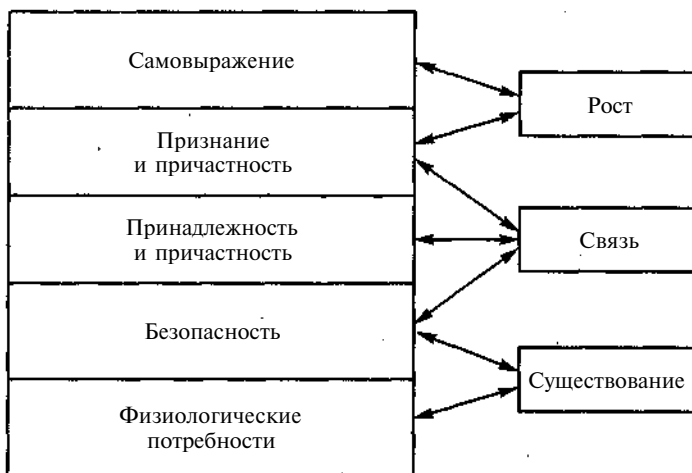 Самовыражение
Признание
и причастность
Принадлежность
и причастность
Безопасность
Физиологические
потребности
Рост
Связь
Существование